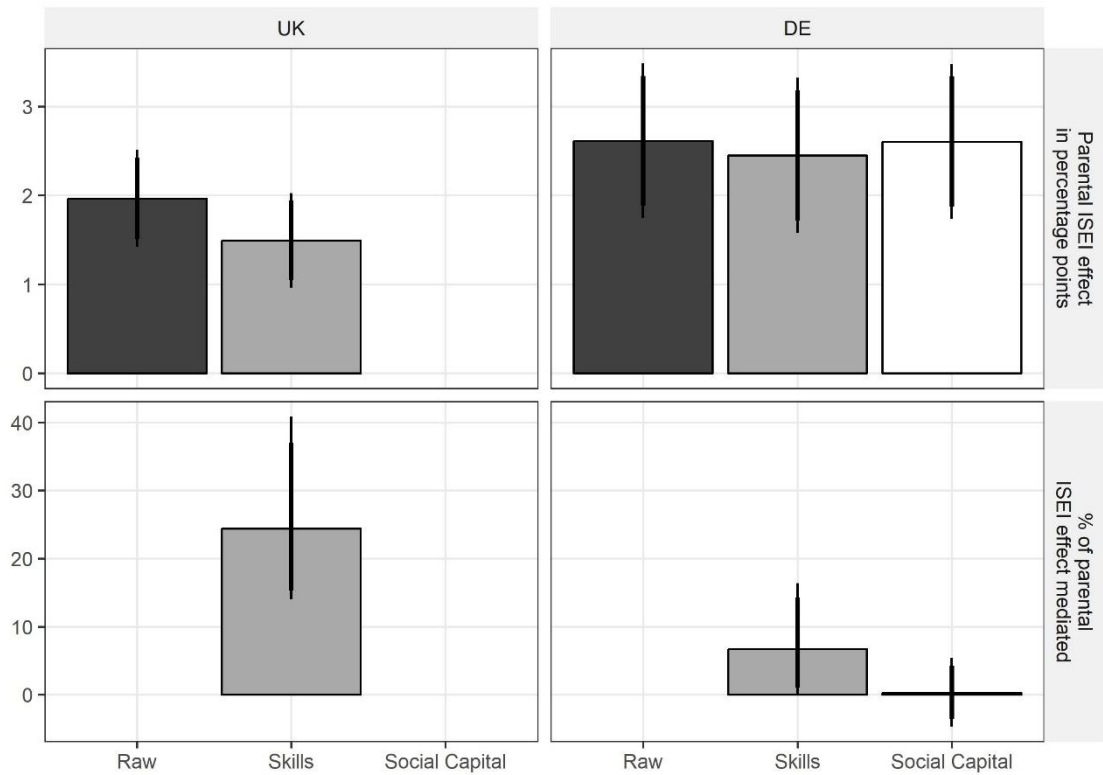 UK
DE
3
2
1
0
Parental ISEI effect
in percentage points
40
30
20
10
0
% of parental
ISEI effect mediated
Raw
Skills
Social Capital
Raw
Skills
Social Capital